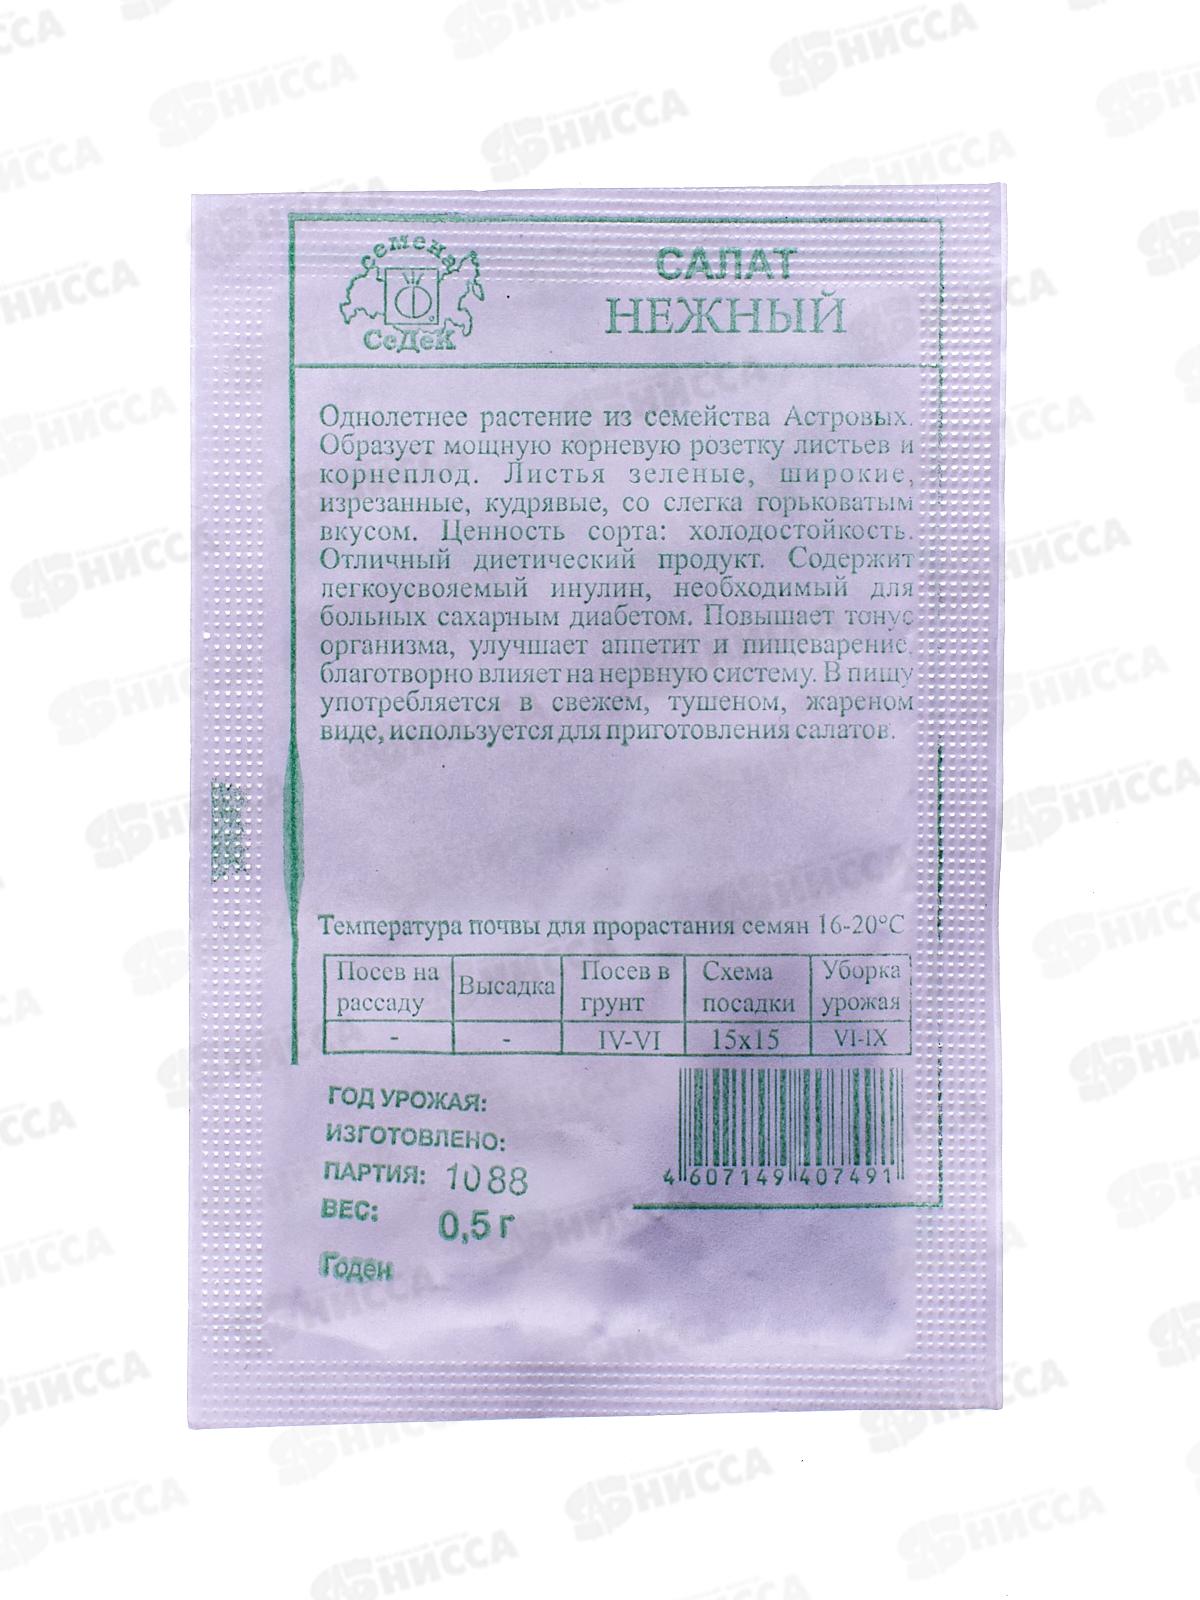 семена
СеДеК
САЛАТ
НЕЖНЫЙ
Однолетнее растение из семейства Астровых.
Образует мощную корневую розетку листьев и
корнеплод. Листья зеленые, широкие,
изрезанные, кудрявые, со слегка горьковатым
вкусом. Ценность сорта: холодостойкость.
Отличный диетический продукт. Содержит
легкоусвояемый инулин, необходимый для
больных сахарным диабетом. Повышает тонус
организма, улучшает аппетит и пищеварение,
благотворно влияет на нервную систему. В пищу
употребляется в свежем, тушеном, жареном
виде, используется для приготовления салатов.
Температура почвы для прорастания семян 16-20°C
Посев на рассаду Высадка Посев в грунт Схема посадки Уборка урожая
- - IV-VI 15x15 VI-IX
ГОД УРОЖАЯ:
ИЗГОТОВЛЕНО:
ПАРТИЯ: 1088
ВЕС: 0,5 г
Годен
4 607149 407491
НИССА